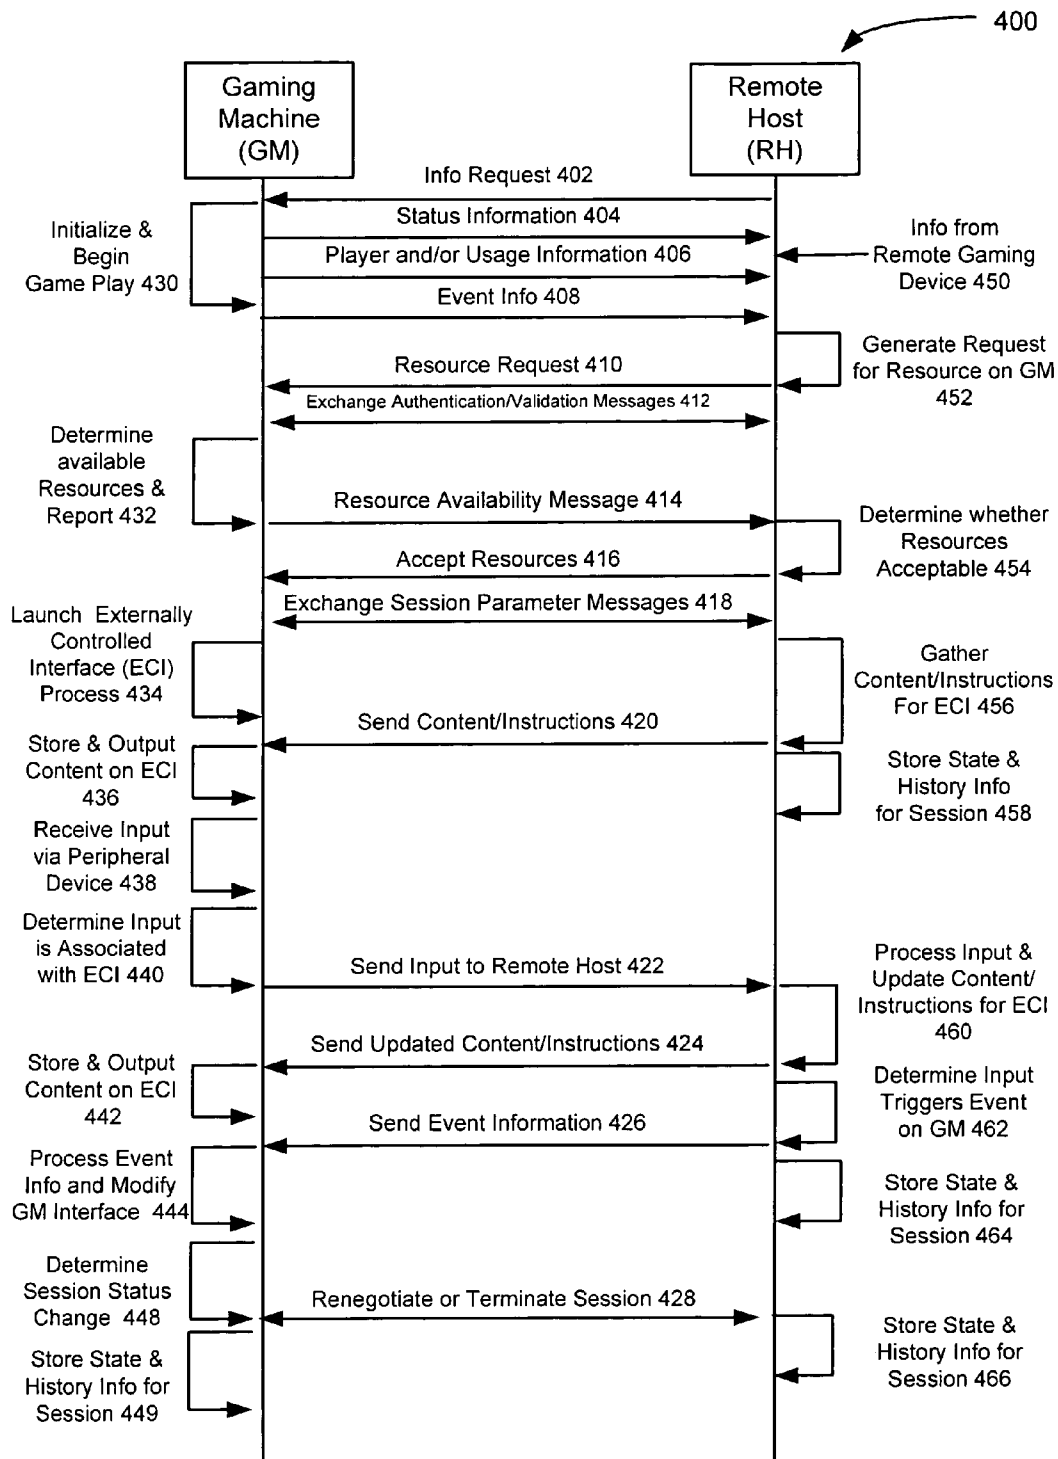 400
Gaming
Machine
(GM)
Remote
Host
(RH)
Info Request 402
Status Information 404
Initialize &
Begin
Game Play 430
Player and/or Usage Information 406
Info from
Remote Gaming
Device 450
Event Info 408
Generate Request
for Resource on GM
452
Resource Request 410
Exchange Authentication/Validation Messages 412
Determine
available
Resources &
Report 432
Resource Availability Message 414
Determine whether
Resources
Acceptable 454
Accept Resources 416
Exchange Session Parameter Messages 418
Launch Externally
Controlled
Interface (ECI)
Process 434
Gather
Content/Instructions
For ECI 456
Send Content/Instructions 420
Store & Output
Content on ECI
436
Store State &
History Info
for Session 458
Receive Input
via Peripheral
Device 438
Determine Input
is Associated
with ECI 440
Send Input to Remote Host 422
Process Input &
Update Content/
Instructions for ECI
460
Send Updated Content/Instructions 424
Store & Output
Content on ECI
442
Determine Input
Triggers Event
on GM 462
Send Event Information 426
Process Event
Info and Modify
GM Interface 444
Store State &
History Info for
Session 464
Determine
Session Status
Change 448
Renegotiate or Terminate Session 428
Store State &
History Info for
Session 466
Store State &
History Info for
Session 449